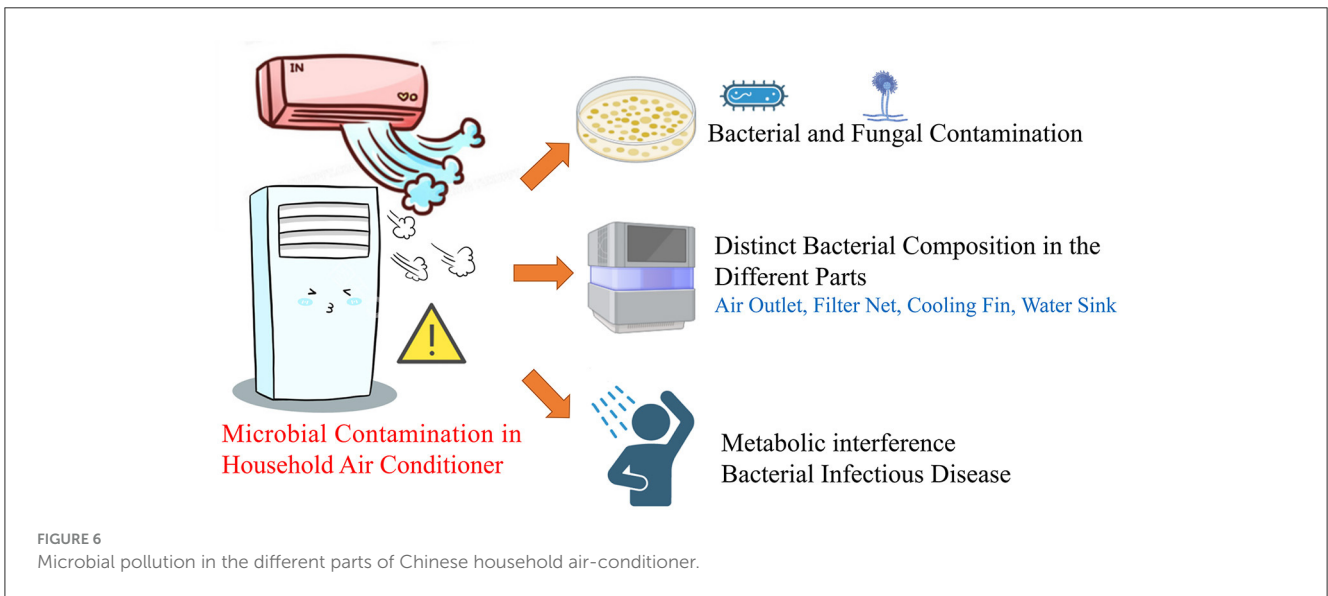 IN
Bacterial and Fungal Contamination
Distinct Bacterial Composition in the
Different Parts
Air Outlet, Filter Net, Cooling Fin, Water Sink
Microbial Contamination in
Household Air Conditioner
Metabolic interference
Bacterial Infectious Disease
FIGURE 6
Microbial pollution in the different parts of Chinese household air-conditioner.